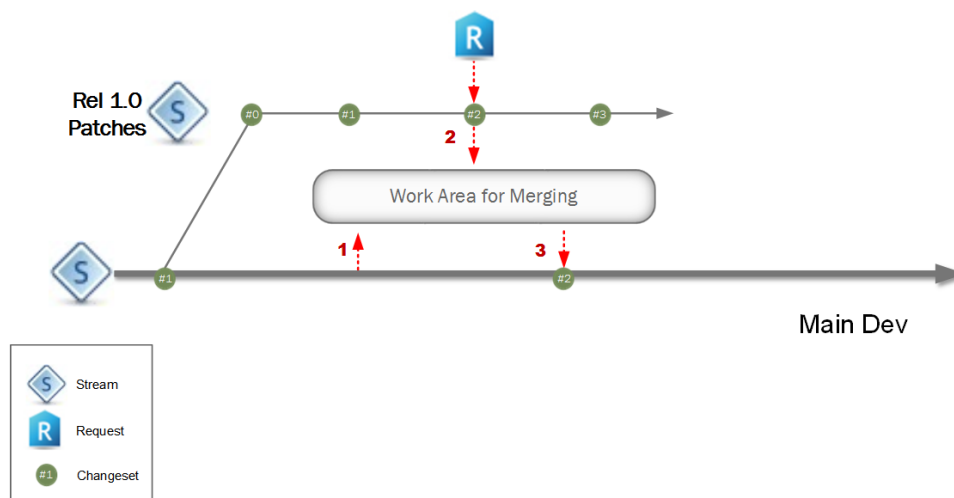 R
Rel 1.0
Patches
S
#0
#1
#2
#3
2
Work Area for Merging
1
3
S
#1
#2
Main Dev
S
Stream
R
Request
#1
Changeset